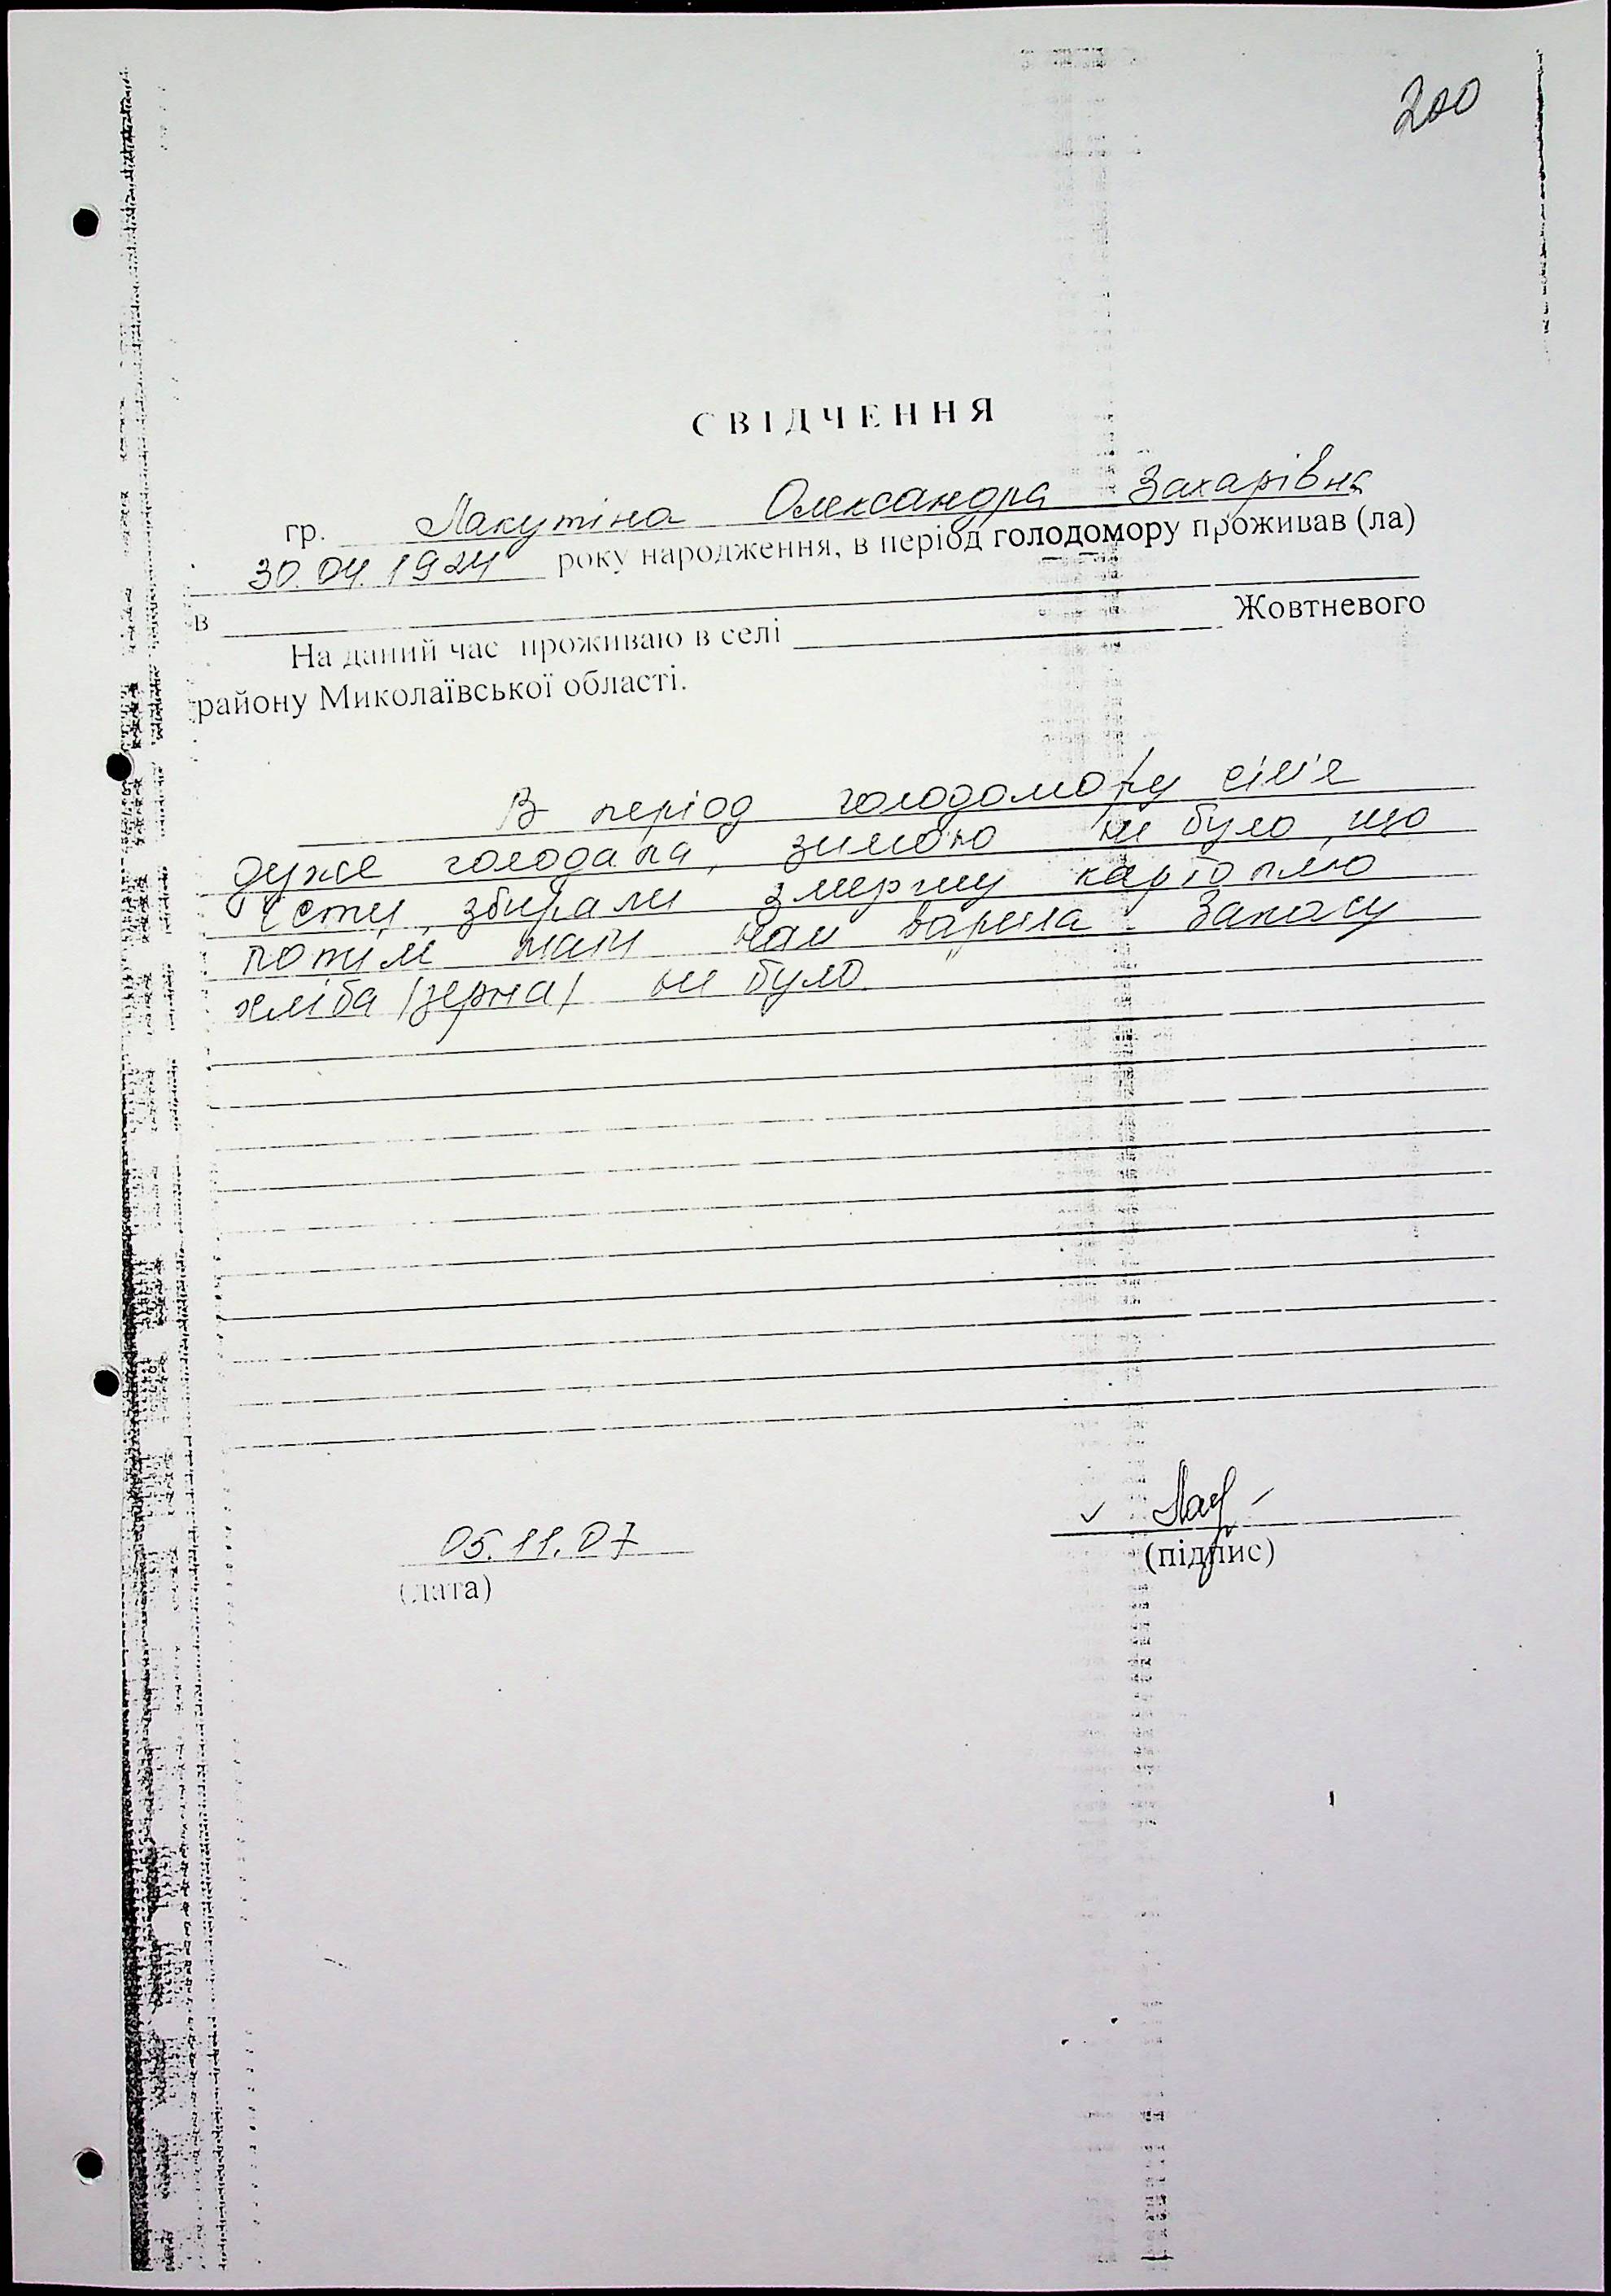 200
СВІДЧЕННЯ
гр. Лакутіна Олександра Захарівна
30.04.1924 року народження, в період голодомору проживав (ла)
в
На даний час проживаю в селі Жовтневого
району Миколаївської області.
В період голодомору сім'я
дуже голодала, зимою не було що
їсти, збирали змерзшу картоплю
потім мати нам варила. Запасу
хліба /зерна/ не було.
05.11.07
(дата)
(підпис)